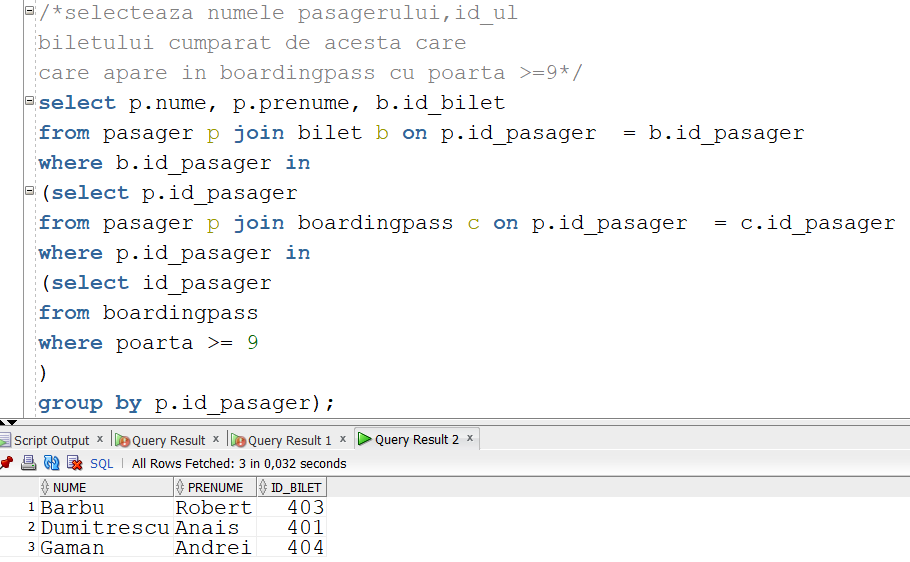 /*selecteaza numele pasagerului,id_ul
biletului cumparat de acesta care
care apare in boardingpass cu poarta >=9*/
select p.nume, p.prenume, b.id_bilet
from pasager p join bilet b on p.id_pasager  = b.id_pasager
where b.id_pasager in
(select p.id_pasager
from pasager p join boardingpass c on p.id_pasager  = c.id_pasager
where p.id_pasager in
(select id_pasager
from boardingpass
where poarta >= 9
)
group by p.id_pasager);
Script Output x Query Result x Query Result 1 x Query Result 2 x
SQL | All Rows Fetched: 3 in 0,032 seconds
NUME PRENUME ID_BILET
1 Barbu Robert 403
2 Dumitrescu Anais 401
3 Gaman Andrei 404